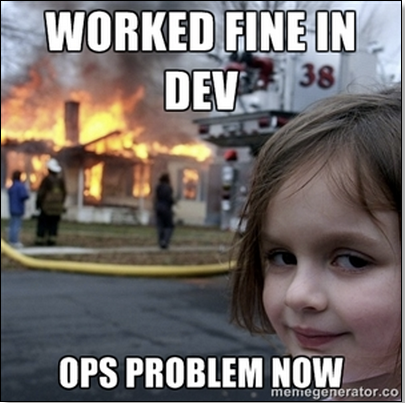 WORKED FINE IN
DEV
38
OPS PROBLEM NOW
memegenerator.co